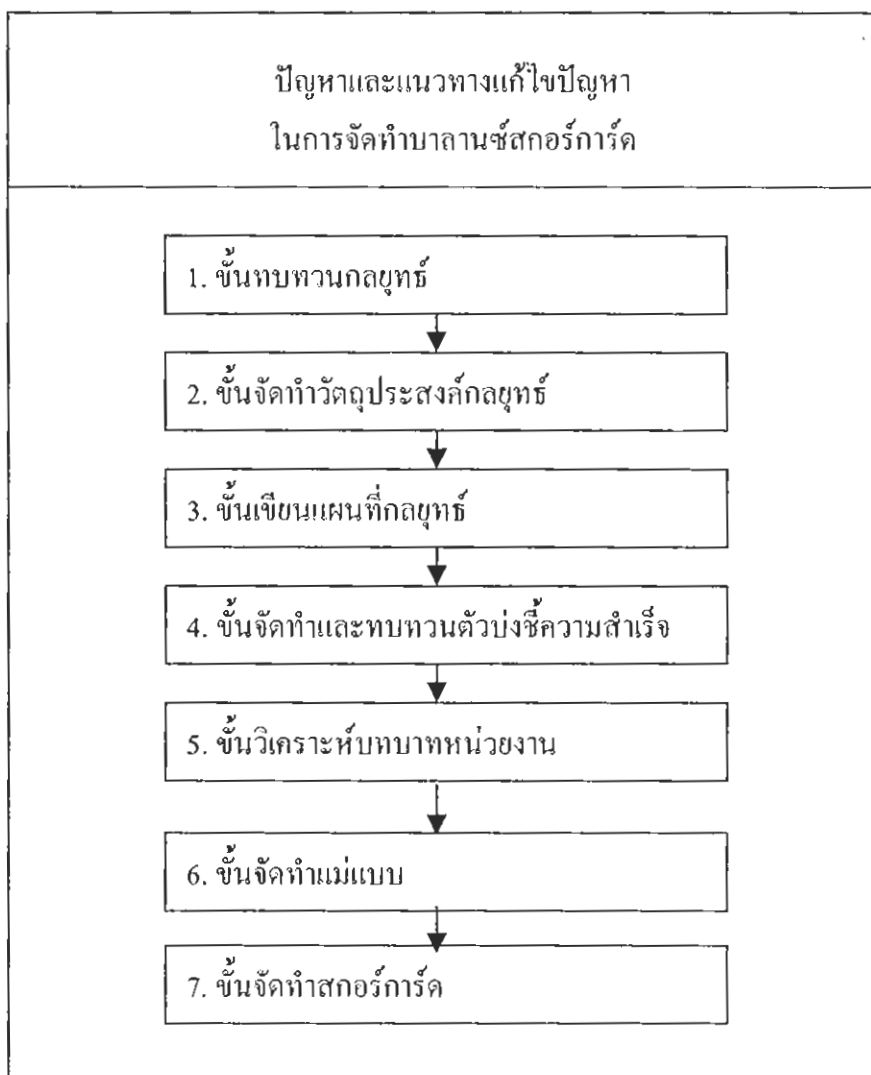 ปัญหาและแนวทางแก้ไขปัญหา
ในการจัดทำบาลานซ์สกอร์การ์ด
1. ขั้นทบทวนกลยุทธ์
2. ขั้นจัดทำวัตถุประสงค์กลยุทธ์
3. ขั้นเขียนแผนที่กลยุทธ์
4. ขั้นจัดทำและทบทวนตัวบ่งชี้ความสำเร็จ
5. ขั้นวิเคราะห์บทบาทหน่วยงาน
6. ขั้นจัดทำแม่แบบ
7. ขั้นจัดทำสกอร์การ์ด